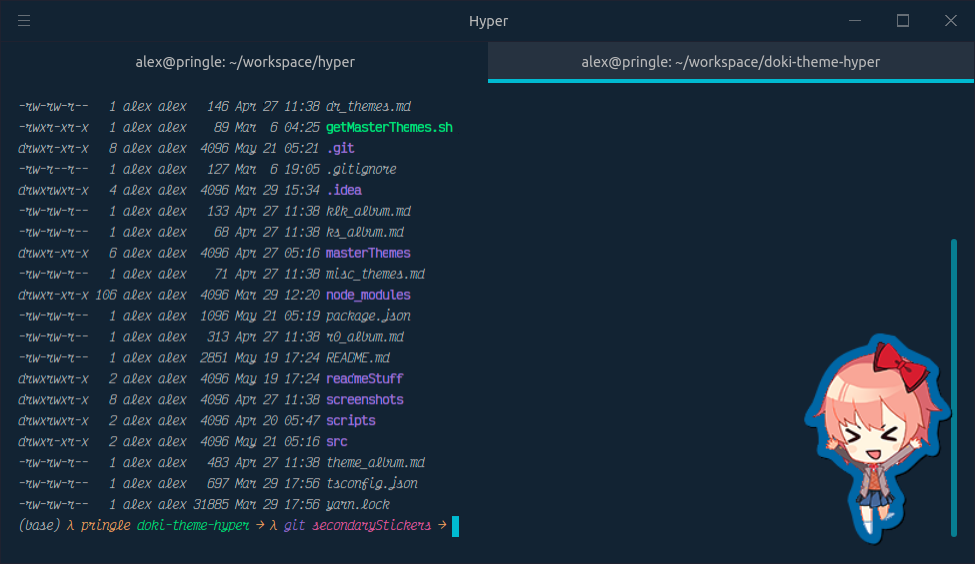 Hyper
alex@pringle: ~/workspace/hyper
alex@pringle: ~/workspace/doki-theme-hyper
-rw-rw-r-- 1 alex alex 146 Apr 27 11:38 dr_themes.md
-rwxr-xr-x 1 alex alex 89 Mar 6 04:25 getMasterThemes.sh
drwxr-xr-x 8 alex alex 4096 May 21 05:21 .git
-rw-r--r-- 1 alex alex 127 Mar 6 19:05 .gitignore
drwxrwxr-x 4 alex alex 4096 Mar 29 15:34 .idea
-rw-rw-r-- 1 alex alex 133 Apr 27 11:38 klk_album.md
-rw-rw-r-- 1 alex alex 68 Apr 27 11:38 ks_album.md
drwxr-xr-x 6 alex alex 4096 Apr 27 05:16 masterThemes
-rw-rw-r-- 1 alex alex 71 Apr 27 11:38 misc_themes.md
drwxr-xr-x 106 alex alex 4096 Mar 29 12:20 node_modules
-rw-rw-r-- 1 alex alex 1096 May 21 05:19 package.json
-rw-rw-r-- 1 alex alex 313 Apr 27 11:38 r0_album.md
-rw-rw-r-- 1 alex alex 2851 May 19 17:24 README.md
drwxrwxr-x 2 alex alex 4096 May 19 17:24 readmeStuff
drwxrwxr-x 8 alex alex 4096 Apr 27 11:38 screenshots
drwxrwxr-x 2 alex alex 4096 Apr 20 05:47 scripts
drwxr-xr-x 2 alex alex 4096 May 21 05:16 src
-rw-rw-r-- 1 alex alex 483 Apr 27 11:38 theme_album.md
-rw-rw-r-- 1 alex alex 697 Mar 29 17:56 tsconfig.json
-rw-rw-r-- 1 alex alex 31885 Mar 29 17:56 yarn.lock
(base) λ pringle doki-theme-hyper → λ git secondaryStickers →